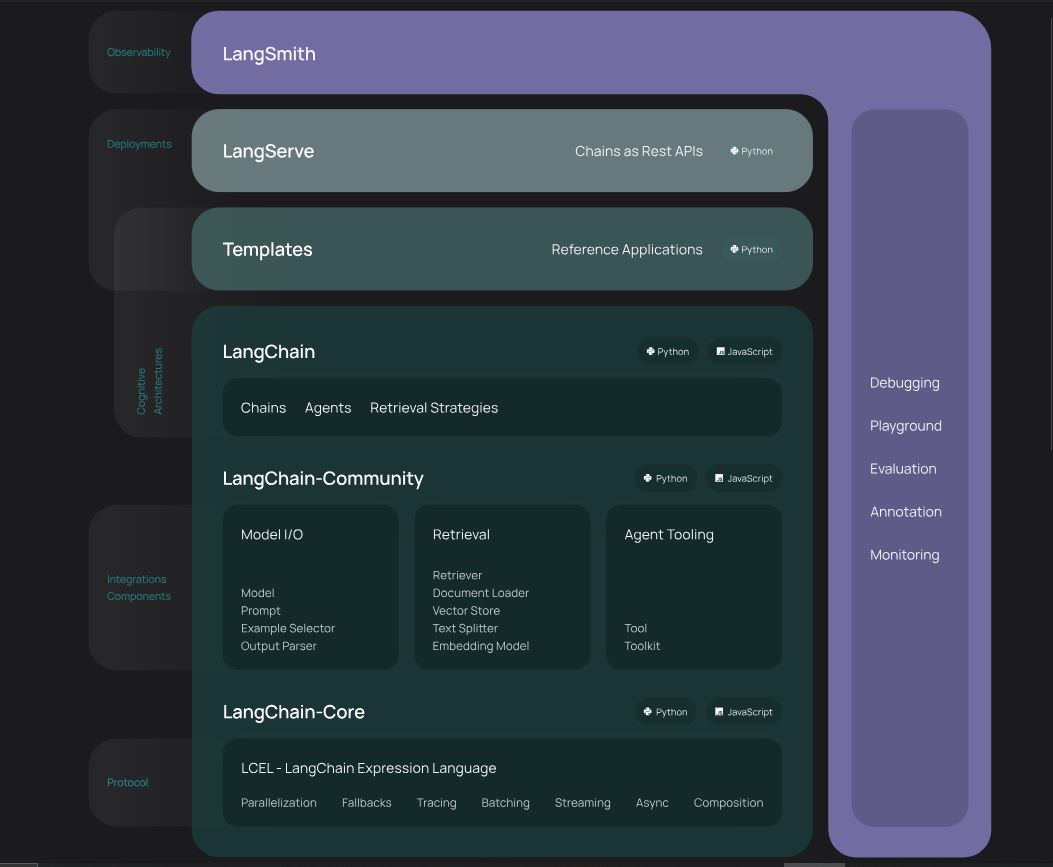 Observability
LangSmith
Deployments
LangServe
Chains as Rest APIs
Python
Templates
Reference Applications
Python
Cognitive
Architectures
LangChain
Python
JavaScript
Chains
Agents
Retrieval Strategies
LangChain-Community
Python
JavaScript
Integrations
Components
Model I/O
Model
Prompt
Example Selector
Output Parser
Retrieval
Retriever
Document Loader
Vector Store
Text Splitter
Embedding Model
Agent Tooling
Tool
Toolkit
LangChain-Core
Python
JavaScript
Protocol
LCEL - LangChain Expression Language
Parallelization
Fallbacks
Tracing
Batching
Streaming
Async
Composition
Debugging
Playground
Evaluation
Annotation
Monitoring